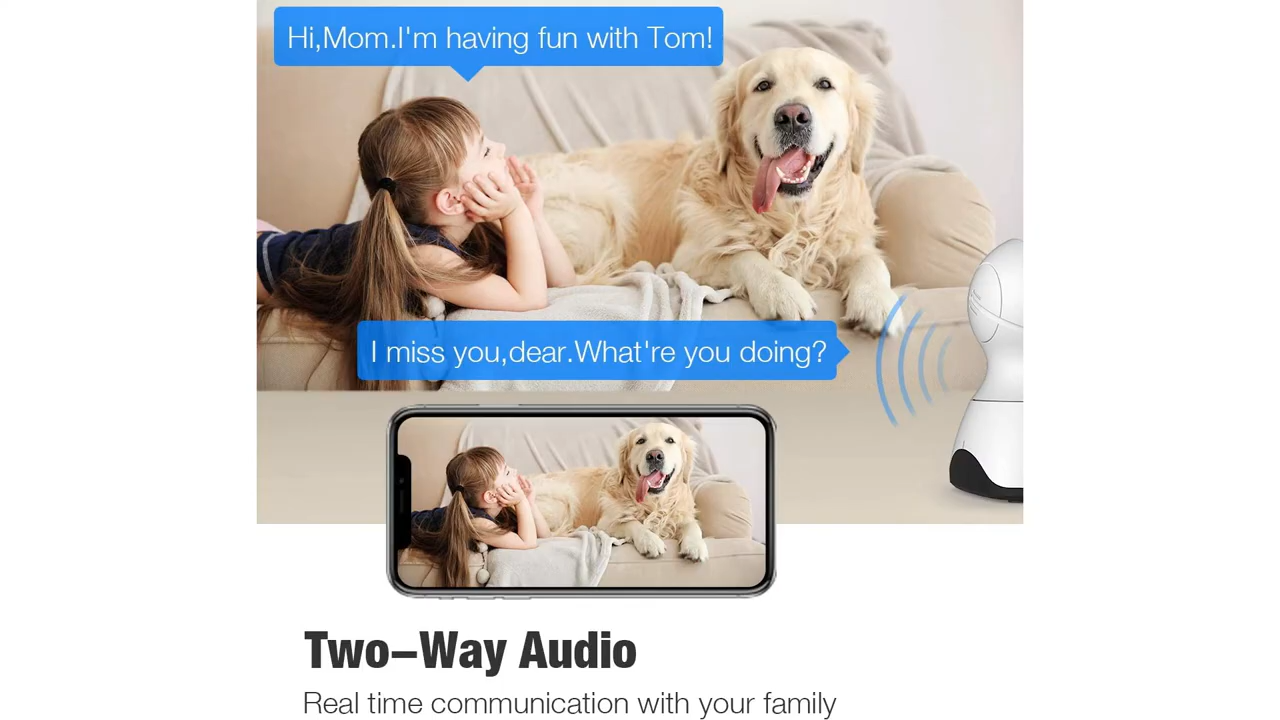 Hi,Mom.I'm having fun with Tom!
I miss you,dear.What're you doing?
Two-Way Audio
Real time communication with your family